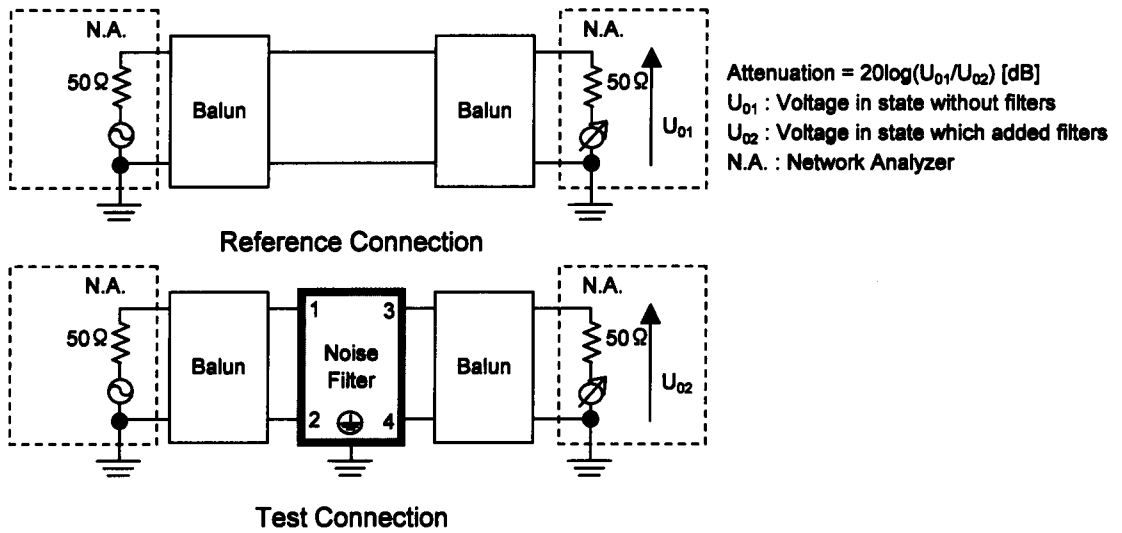 N.A.
50Ω
Balun
Balun
N.A.
50Ω
U01
Attenuation = 20log(U01/U02) [dB]
U01 : Voltage in state without filters
U02 : Voltage in state which added filters
N.A. : Network Analyzer
Reference Connection
N.A.
50Ω
Balun
1 3
Noise
Filter
2 4
Balun
N.A.
50Ω
U02
Test Connection